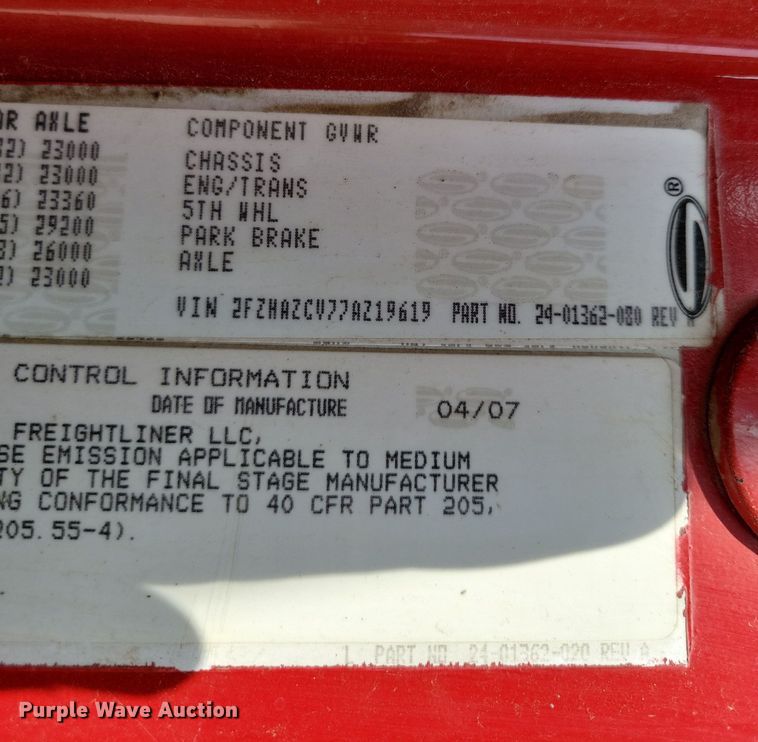 AR AXLE
COMPONENT GVWR
2) 23000
CHASSIS
2) 23000
ENG/TRANS
6) 23360
5TH WHL
5) 29200
PARK BRAKE
) 26000
AXLE
) 23000
VIN 2FZHAZCV77AZ19619 PART NO. 24-01362-080 REV A
®
CONTROL INFORMATION
DATE OF MANUFACTURE 04/07
FREIGHTLINER LLC,
SE EMISSION APPLICABLE TO MEDIUM
TY OF THE FINAL STAGE MANUFACTURER
NG CONFORMANCE TO 40 CFR PART 205,
205.55-4).
1 PART NO. 24-01362-020 REV A
Purple Wave Auction